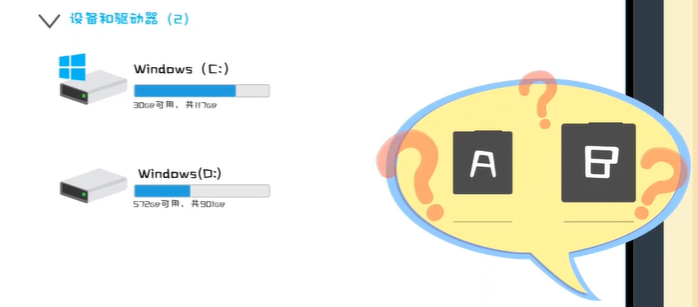 设备和驱动器（2）
Windows（C:）
30GB可用，共117GB
Windows(D:)
572GB可用，共901GB
A B
? ? ?